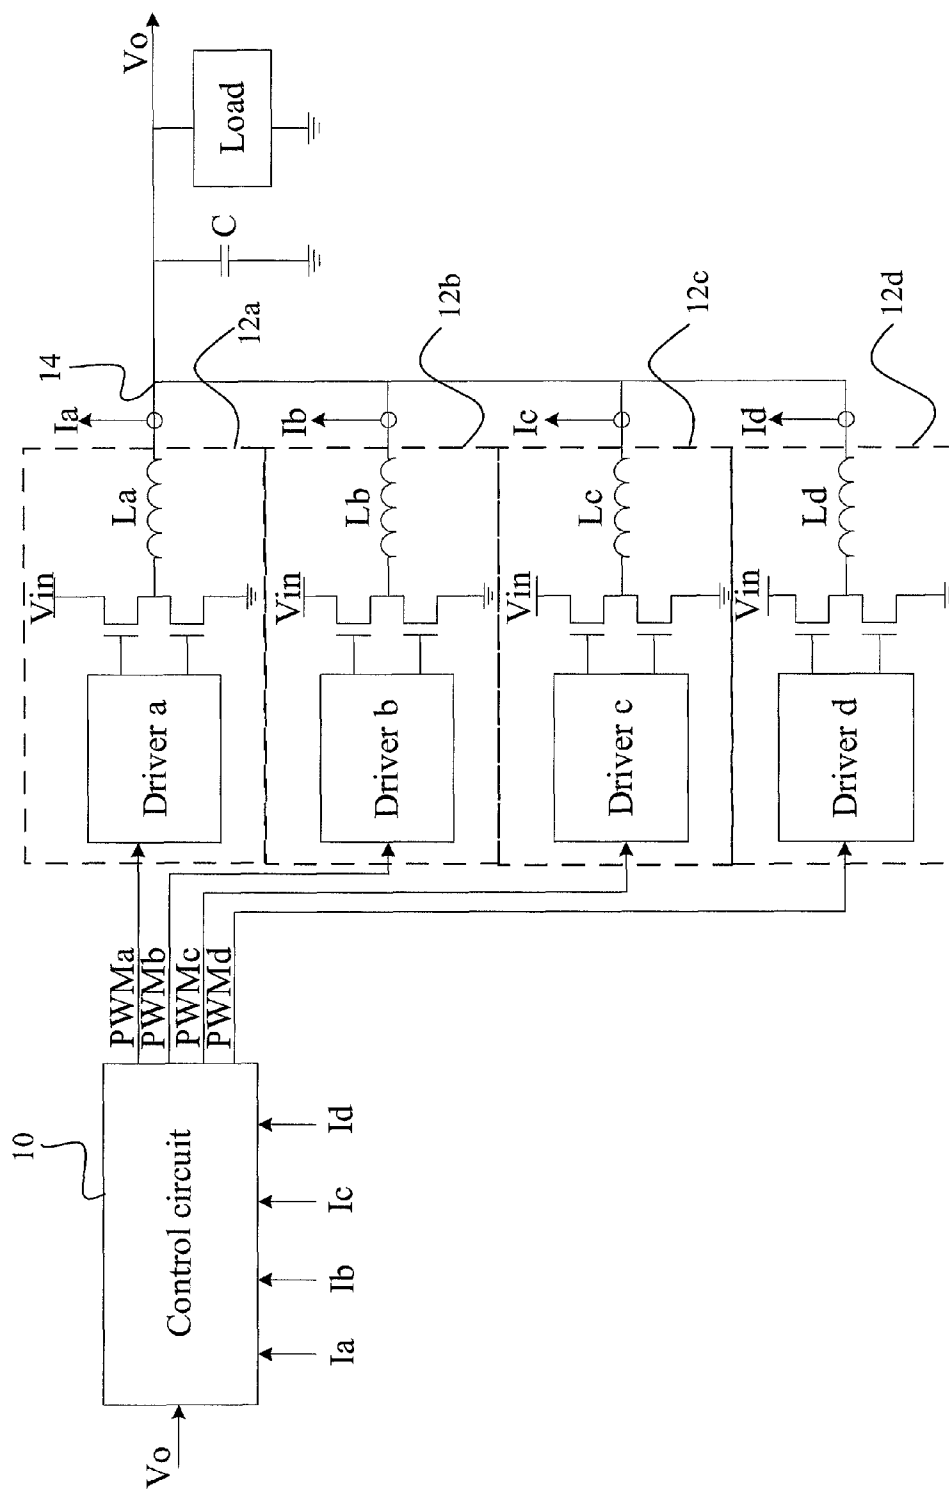 Vo
Load
C
14
12a
12b
12c
12d
Ia
Ib
Ic
Id
La
Lb
Lc
Ld
Vin
Vin
Vin
Vin
Driver a
Driver b
Driver c
Driver d
PWMa
PWMb
PWMc
PWMd
10
Control circuit
Ia
Ib
Ic
Id
Vo